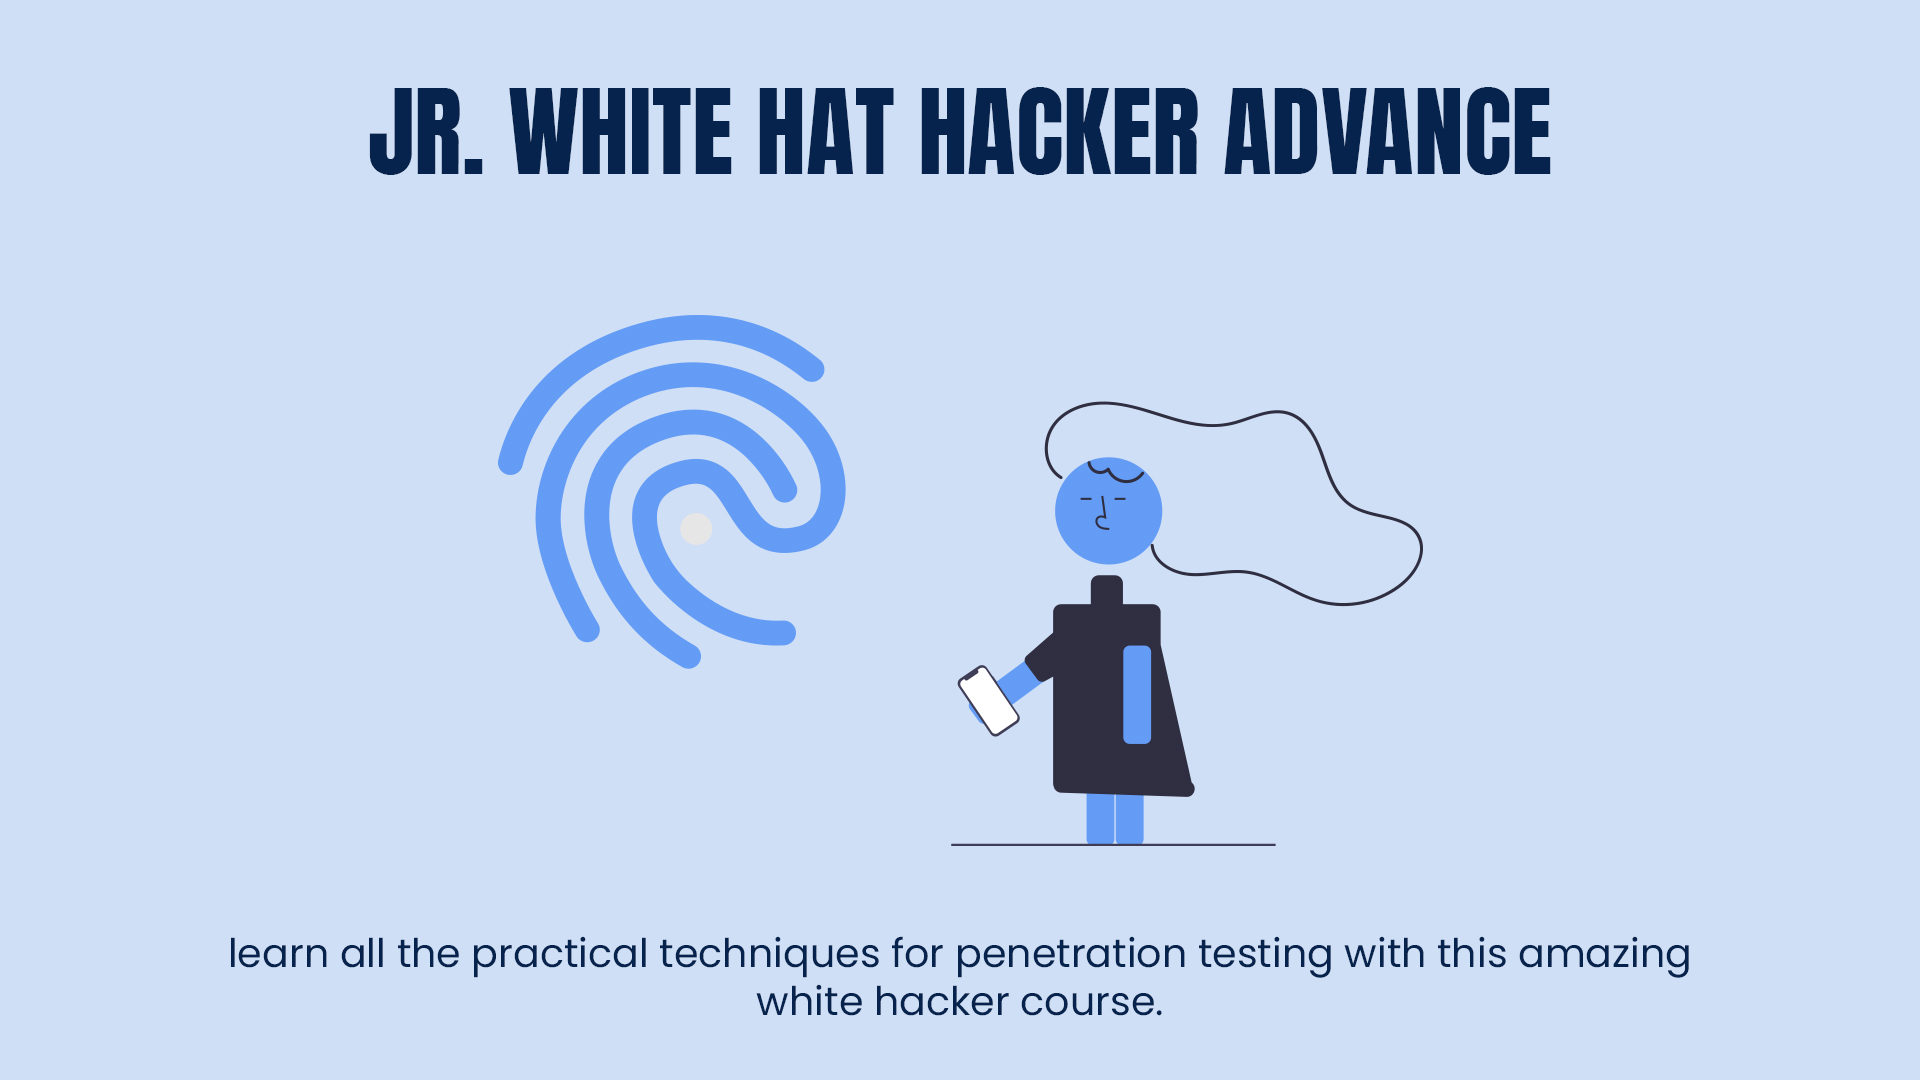 JR. WHITE HAT HACKER ADVANCE
learn all the practical techniques for penetration testing with this amazing
white hacker course.